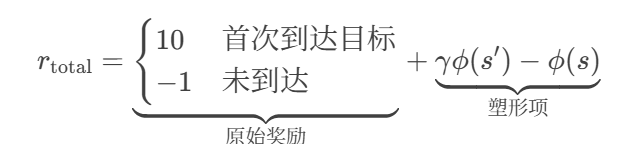 r_total = { 10 首次到达目标
−1 未到达 + γϕ(s′) − ϕ(s)
原始奖励
塑形项